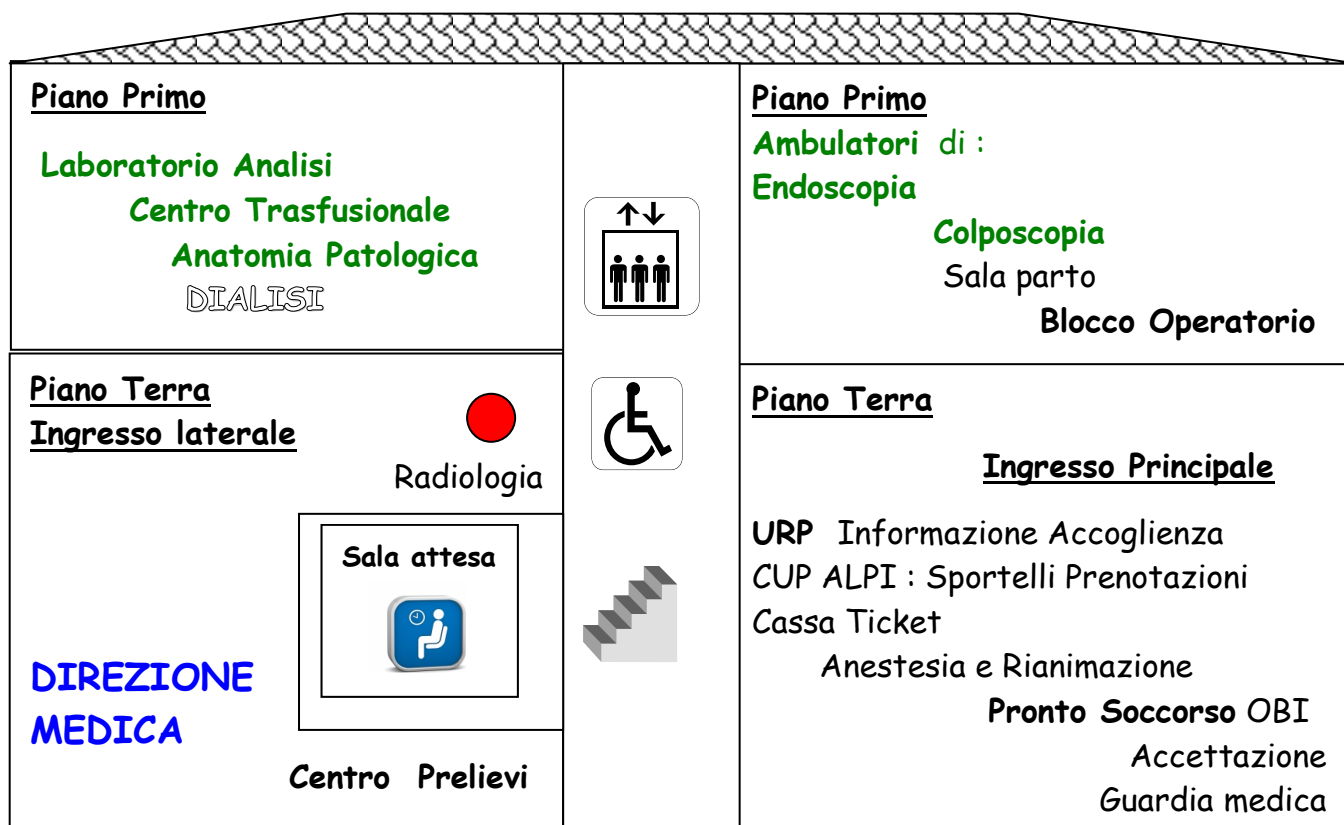 Piano Primo
Laboratorio Analisi
Centro Trasfusionale
Anatomia Patologica
DIALISI
Piano Primo
Ambulatori di :
Endoscopia
Colposcopia
Sala parto
Blocco Operatorio
Piano Terra
Ingresso laterale
Radiologia
Sala attesa
DIREZIONE
MEDICA
Centro Prelievi
Piano Terra
Ingresso Principale
URP Informazione Accoglienza
CUP ALPI : Sportelli Prenotazioni
Cassa Ticket
Anestesia e Rianimazione
Pronto Soccorso OBI
Accettazione
Guardia medica